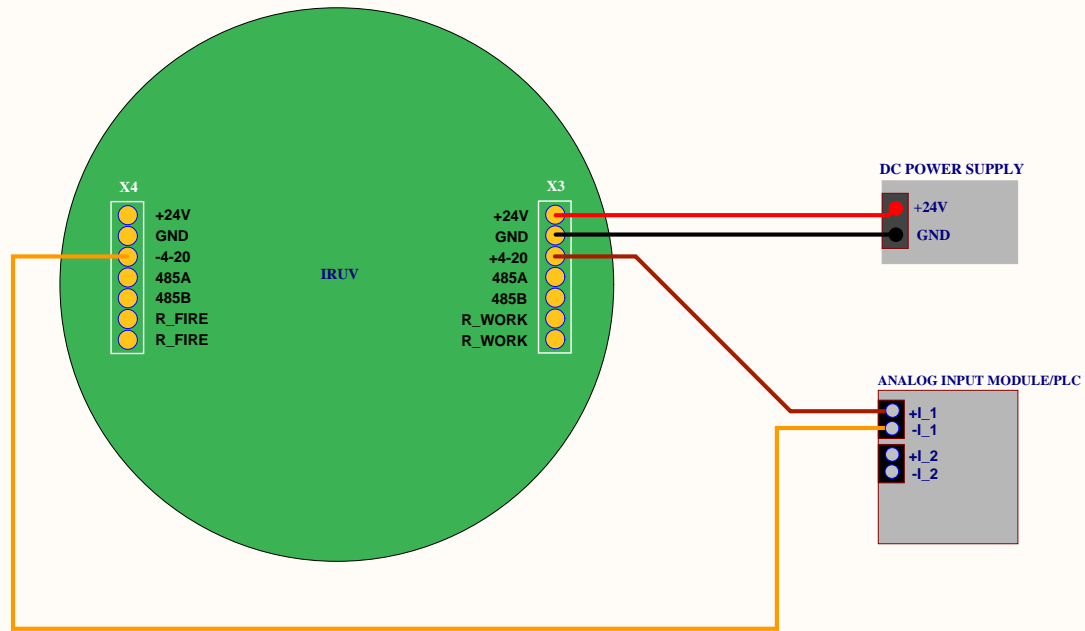 DC POWER SUPPLY
+24V
GND
X4
+24V
GND
-4-20
485A
485B
R_FIRE
R_FIRE
IRUV
X3
+24V
GND
+4-20
485A
485B
R_WORK
R_WORK
ANALOG INPUT MODULE/PLC
+I_1
-I_1
+I_2
-I_2